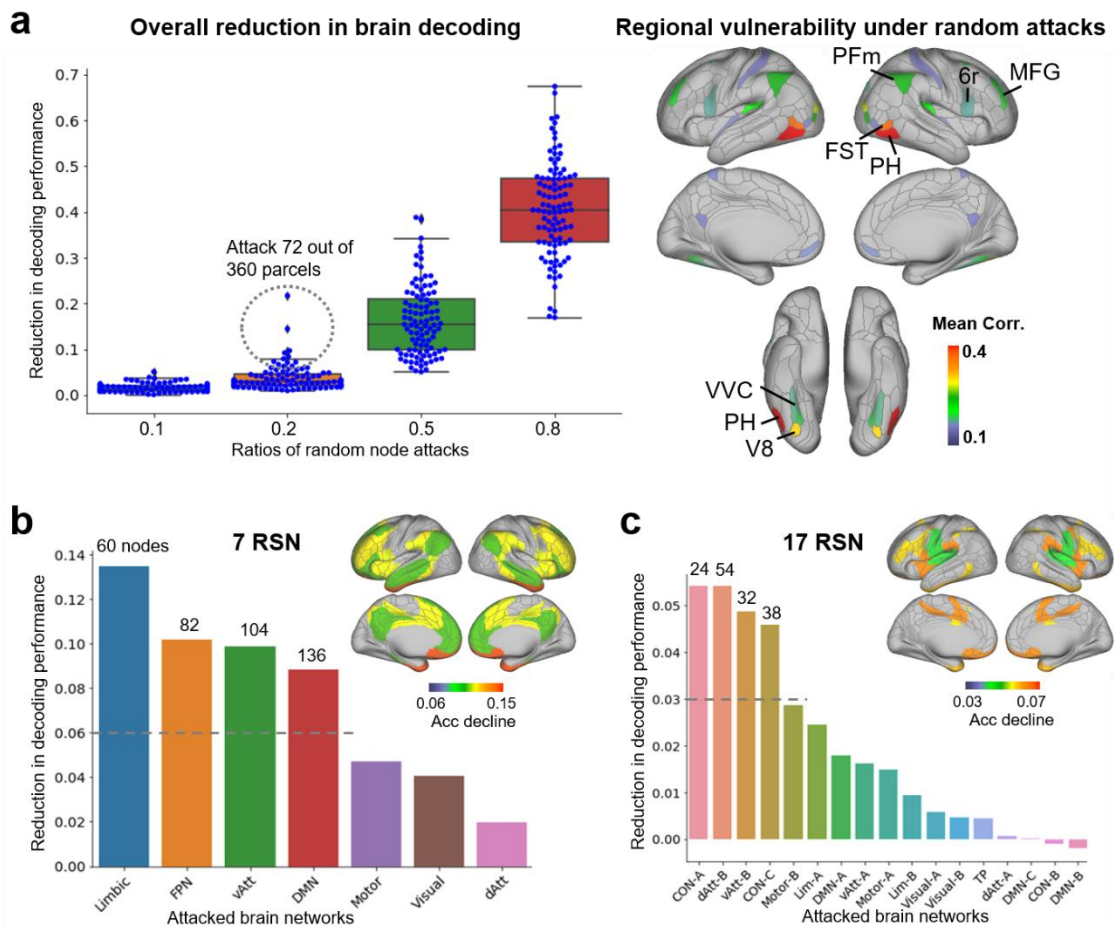 a
Overall reduction in brain decoding
Regional vulnerability under random attacks
Reduction in decoding performance
0.7
0.6
0.5
0.4
0.3
0.2
0.1
0.0
Attack 72 out of
360 parcels
0.1
0.2
0.5
0.8
Ratios of random node attacks
PFm
6r
MFG
FST
PH
VVC
PH
V8
Mean Corr.
0.4
0.1
b
7 RSN
Reduction in decoding performance
0.14
0.12
0.10
0.08
0.06
0.04
0.02
0.00
60 nodes
82
104
136
Limbic
FPN
vAtt
DMN
Motor
Visual
dAtt
Attacked brain networks
0.06
0.15
Acc decline
c
17 RSN
Reduction in decoding performance
0.05
0.04
0.03
0.02
0.01
0.00
24
54
32
38
CON-A
dAtt-B
vAtt-B
CON-C
Motor-B
Lim-A
DMN-A
vAtt-A
Motor-A
Lim-B
Visual-A
Visual-B
TP
dAtt-A
DMN-C
CON-B
DMN-B
Attacked brain networks
0.03
0.07
Acc decline